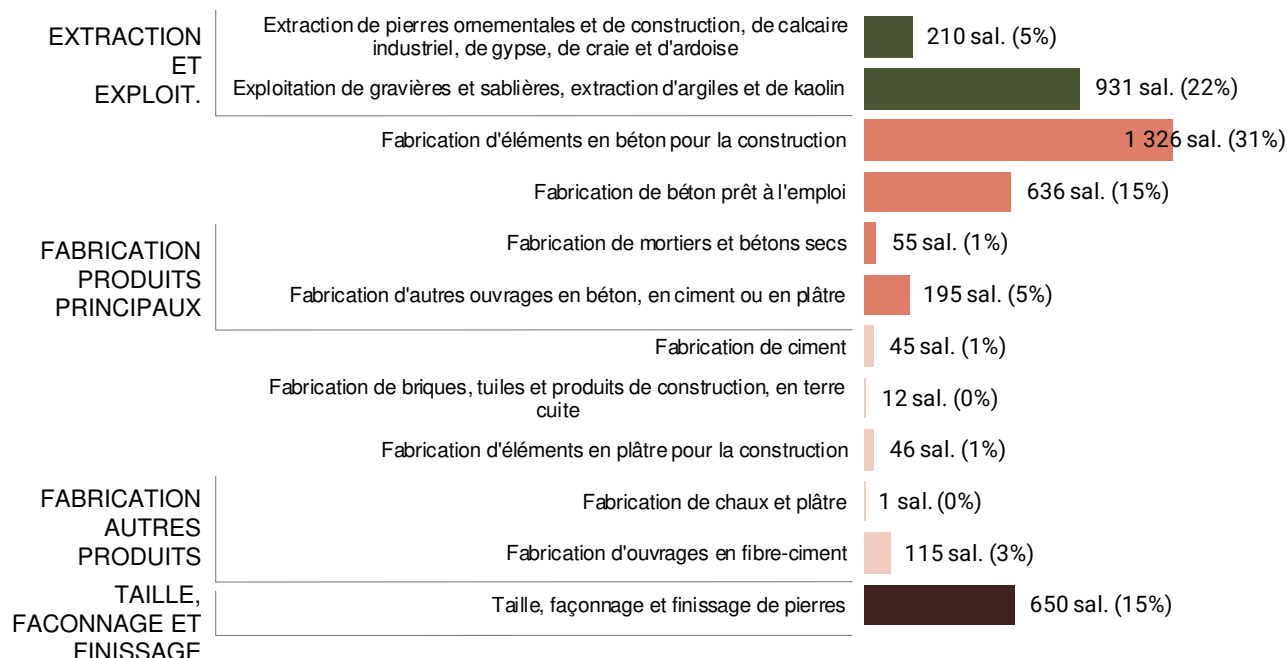 EXTRACTION
ET
EXPLOIT.
Extraction de pierres ornementales et de construction, de calcaire
industriel, de gypse, de craie et d'ardoise
210 sal. (5%)
Exploitation de gravières et sablières, extraction d'argiles et de kaolin
931 sal. (22%)
Fabrication d'éléments en béton pour la construction
1 326 sal. (31%)
Fabrication de béton prêt à l'emploi
636 sal. (15%)
FABRICATION
PRODUITS
PRINCIPAUX
Fabrication de mortiers et bétons secs
55 sal. (1%)
Fabrication d'autres ouvrages en béton, en ciment ou en plâtre
195 sal. (5%)
Fabrication de ciment
45 sal. (1%)
Fabrication de briques, tuiles et produits de construction, en terre
cuite
12 sal. (0%)
Fabrication d'éléments en plâtre pour la construction
46 sal. (1%)
FABRICATION
AUTRES
PRODUITS
Fabrication de chaux et plâtre
1 sal. (0%)
Fabrication d'ouvrages en fibre-ciment
115 sal. (3%)
TAILLE,
FACONNAGE ET
FINISSAGE
Taille, façonnage et finissage de pierres
650 sal. (15%)